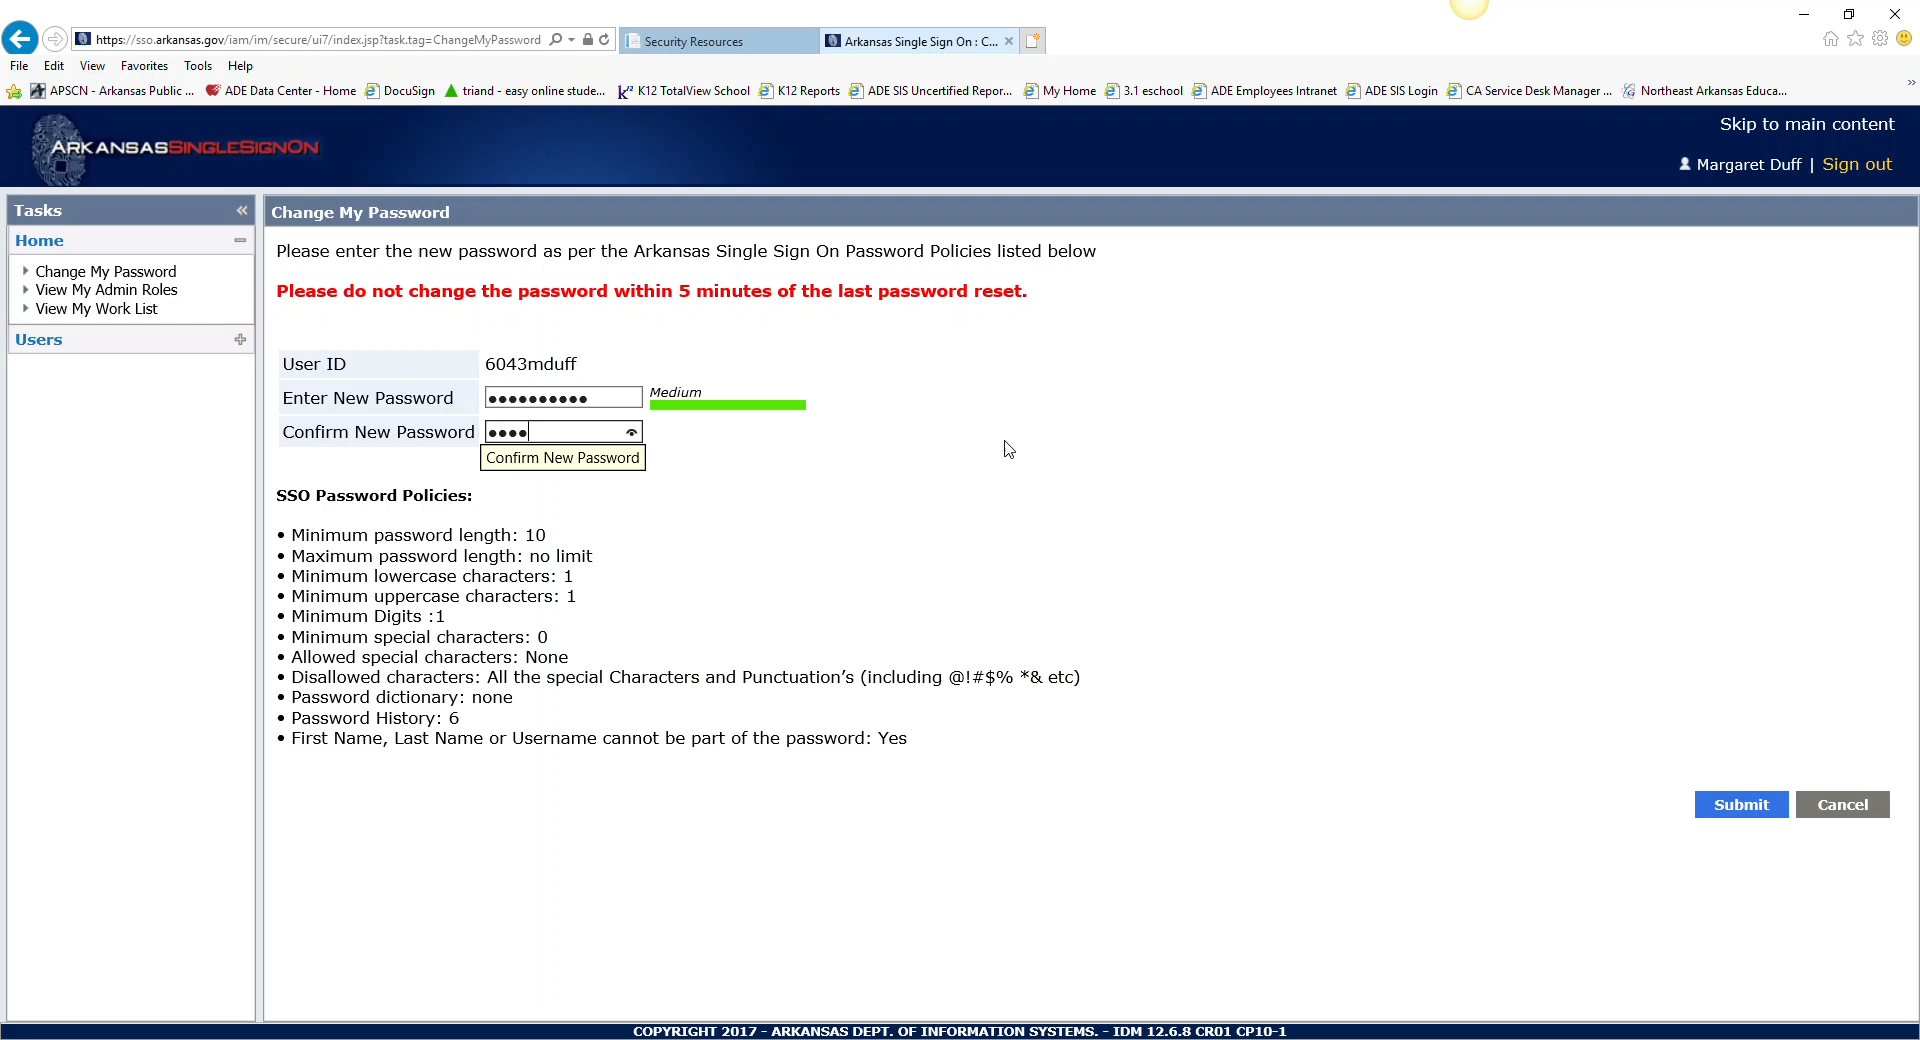 https://sso.arkansas.gov/iam/im/secure/ui7/index.jsp?task.tag=ChangeMyPassword
Security Resources
Arkansas Single Sign On : C...
File Edit View Favorites Tools Help
APSCN - Arkansas Public ... ADE Data Center - Home DocuSign triand - easy online stude... K12 TotalView School K12 Reports ADE SIS Uncertified Repor... My Home 3.1 eschool ADE Employees Intranet ADE SIS Login CA Service Desk Manager ... Northeast Arkansas Educa...
ARKANSASSINGLESIGNON
Skip to main content
Margaret Duff | Sign out
Tasks
Home
Change My Password
View My Admin Roles
View My Work List
Users
Change My Password
Please enter the new password as per the Arkansas Single Sign On Password Policies listed below
Please do not change the password within 5 minutes of the last password reset.
User ID 6043mduff
Enter New Password ●●●●●●●●●● Medium
Confirm New Password ●●●●
Confirm New Password
SSO Password Policies:
• Minimum password length: 10
• Maximum password length: no limit
• Minimum lowercase characters: 1
• Minimum uppercase characters: 1
• Minimum Digits :1
• Minimum special characters: 0
• Allowed special characters: None
• Disallowed characters: All the special Characters and Punctuation’s (including @!#$% *& etc)
• Password dictionary: none
• Password History: 6
• First Name, Last Name or Username cannot be part of the password: Yes
Submit Cancel
COPYRIGHT 2017 - ARKANSAS DEPT. OF INFORMATION SYSTEMS. - IDM 12.6.8 CR01 CP10-1